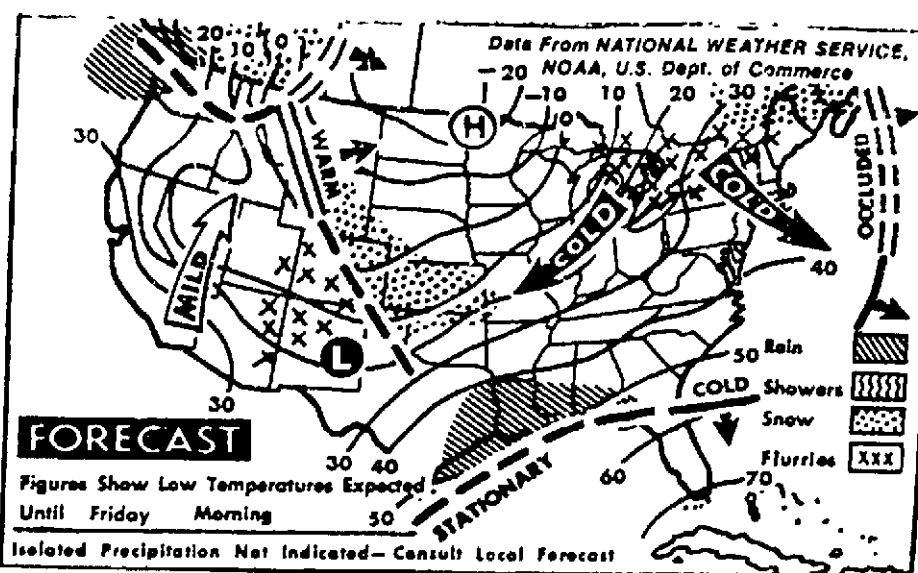 Data From NATIONAL WEATHER SERVICE,
NOAA, U.S. Dept. of Commerce
20 10 0
20
10 10 20 30
0
30
H
WARM
COLD
COLD
OCCLUDED
MILD
40
L
30
50
COLD
Rain
Showers
Snow
Flurries XXX
FORECAST
30 40
Figures Show Low Temperatures Expected
Until Friday Morning
50
STATIONARY
60
70
Isolated Precipitation Not Indicated— Consult Local Forecast